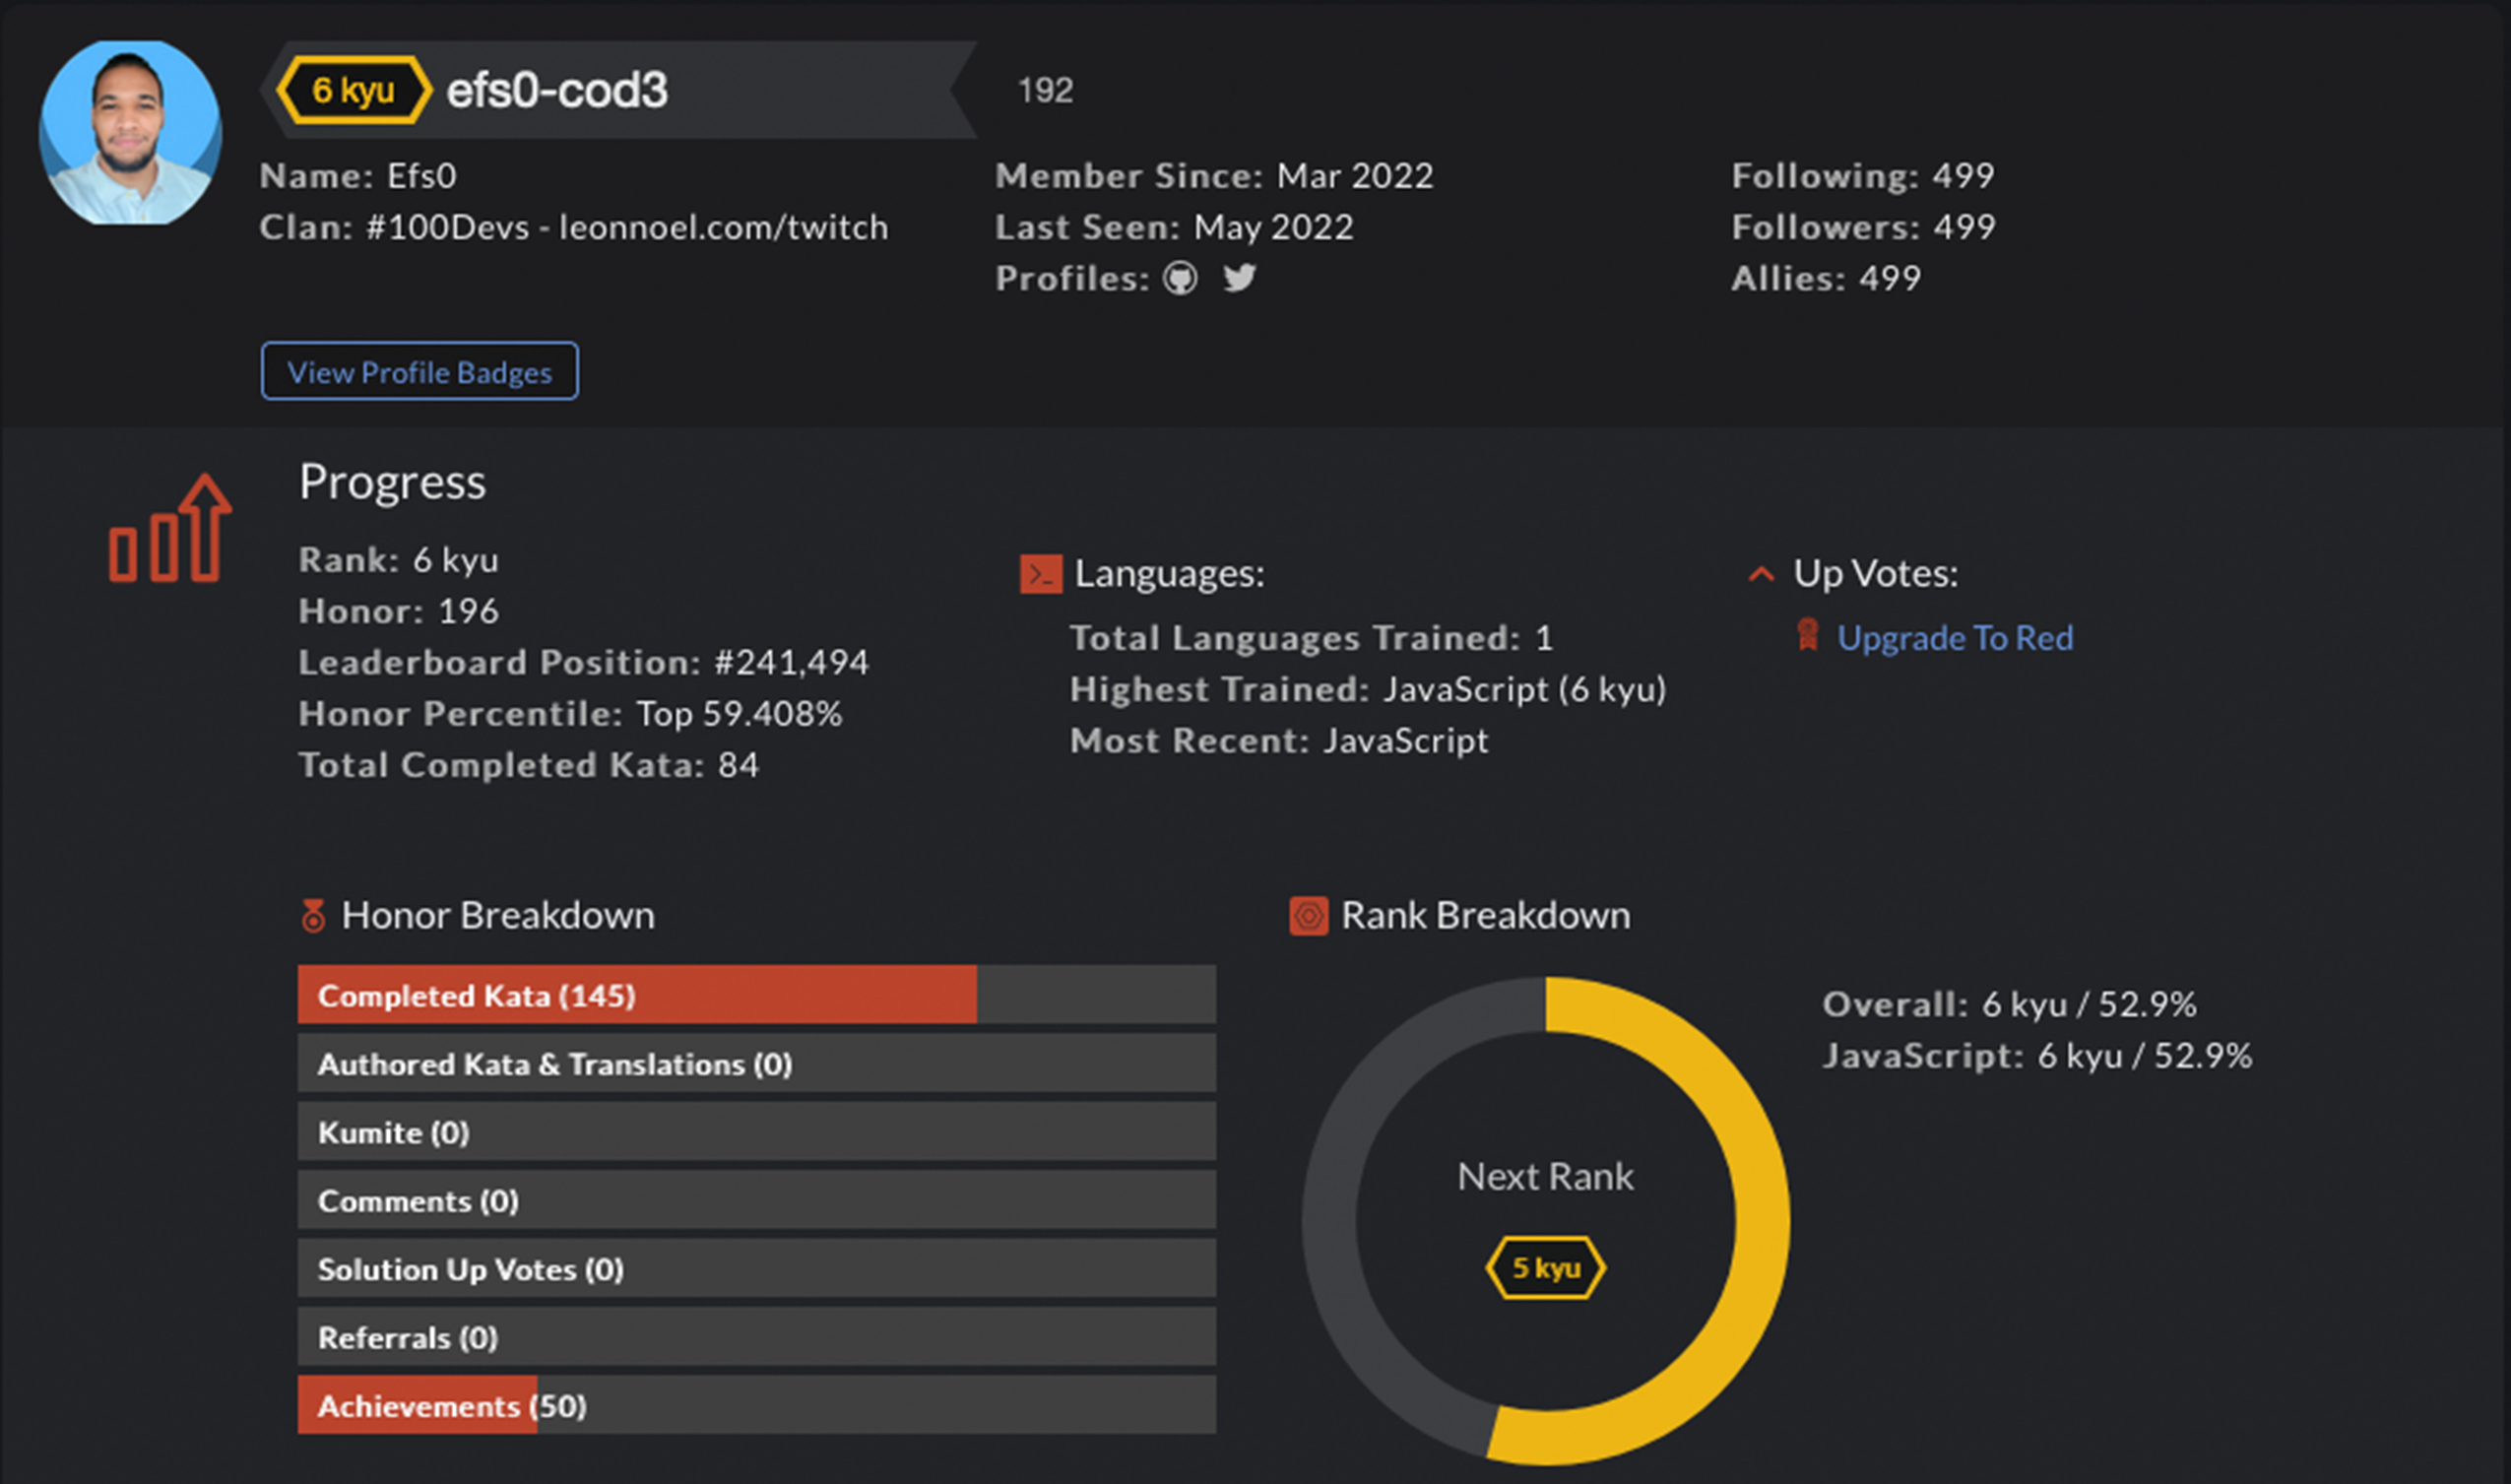 6 kyu efs0-cod3 192
Name: Efs0
Clan: #100Devs - leonnoel.com/twitch
Member Since: Mar 2022
Last Seen: May 2022
Profiles:
Following: 499
Followers: 499
Allies: 499
View Profile Badges
Progress
Rank: 6 kyu
Honor: 196
Leaderboard Position: #241,494
Honor Percentile: Top 59.408%
Total Completed Kata: 84
Languages:
Total Languages Trained: 1
Highest Trained: JavaScript (6 kyu)
Most Recent: JavaScript
Up Votes:
Upgrade To Red
Honor Breakdown
Completed Kata (145)
Authored Kata & Translations (0)
Kumite (0)
Comments (0)
Solution Up Votes (0)
Referrals (0)
Achievements (50)
Rank Breakdown
Next Rank
5 kyu
Overall: 6 kyu / 52.9%
JavaScript: 6 kyu / 52.9%